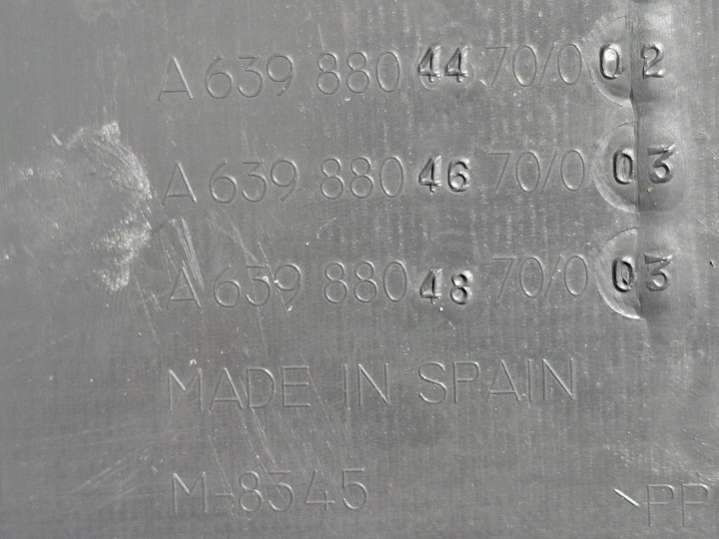 A 639 880 44 70/0 02
A 639 880 46 70/0 03
A 639 880 48 70/0 03
MADE IN SPAIN
M-8345
PP